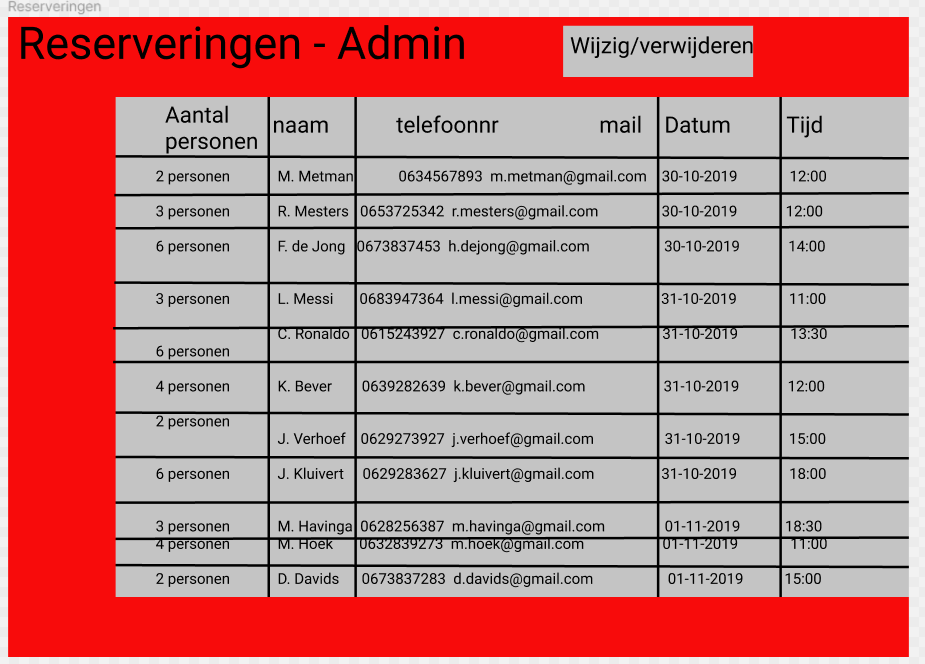 Reserveringen
Reserveringen - Admin
Wijzig/verwijderen
Aantal personen naam telefoonnr mail Datum Tijd
2 personen M. Metman 0634567893 m.metman@gmail.com 30-10-2019 12:00
3 personen R. Mesters 0653725342 r.mesters@gmail.com 30-10-2019 12:00
6 personen F. de Jong 0673837453 h.dejong@gmail.com 30-10-2019 14:00
3 personen L. Messi 0683947364 l.messi@gmail.com 31-10-2019 11:00
6 personen C. Ronaldo 0615243927 c.ronaldo@gmail.com 31-10-2019 13:30
4 personen K. Bever 0639282639 k.bever@gmail.com 31-10-2019 12:00
2 personen J. Verhoef 0629273927 j.verhoef@gmail.com 31-10-2019 15:00
6 personen J. Kluivert 0629283627 j.kluivert@gmail.com 31-10-2019 18:00
3 personen M. Havinga 0628256387 m.havinga@gmail.com 01-11-2019 18:30
4 personen M. Hoek 0632839273 m.hoek@gmail.com 01-11-2019 11:00
2 personen D. Davids 0673837283 d.davids@gmail.com 01-11-2019 15:00